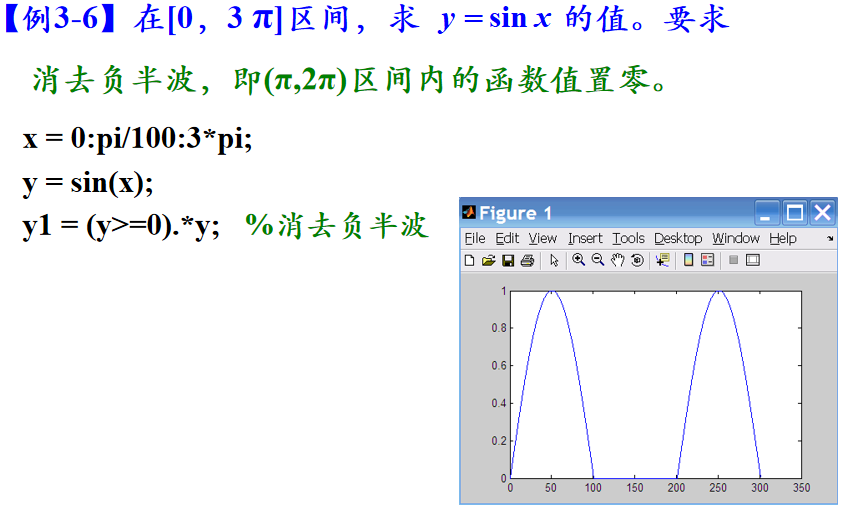 【例3-6】在[0，3 π]区间，求 y = sin x 的值。要求
消去负半波，即(π,2π)区间内的函数值置零。
x = 0:pi/100:3*pi;
y = sin(x);
y1 = (y>=0).*y; %消去负半波
Figure 1
File Edit View Insert Tools Desktop Window Help
1
0.8
0.6
0.4
0.2
0
0 50 100 150 200 250 300 350